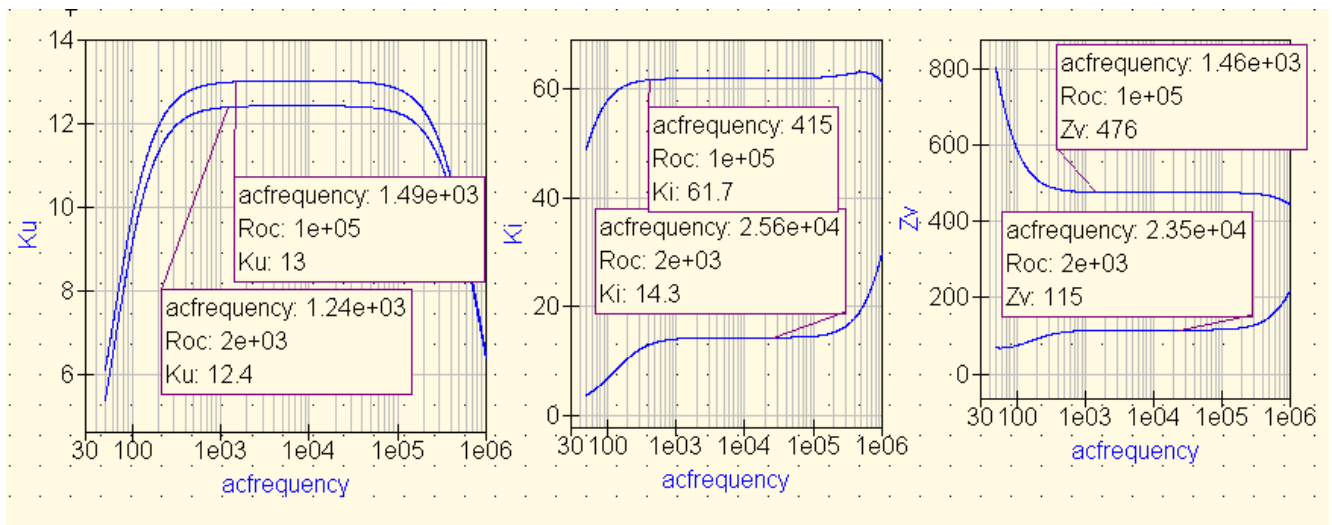 14
12
10
8
6
Ku
30 100 1e03 1e04 1e05 1e06
acfrequency
acfrequency: 1.49e+03
Roc: 1e+05
Ku: 13
acfrequency: 1.24e+03
Roc: 2e+03
Ku: 12.4
60
40
20
0
Ki
30 100 1e03 1e04 1e05 1e06
acfrequency
acfrequency: 415
Roc: 1e+05
Ki: 61.7
acfrequency: 2.56e+04
Roc: 2e+03
Ki: 14.3
800
600
400
200
0
Zv
30 100 1e03 1e04 1e05 1e06
acfrequency
acfrequency: 1.46e+03
Roc: 1e+05
Zv: 476
acfrequency: 2.35e+04
Roc: 2e+03
Zv: 115